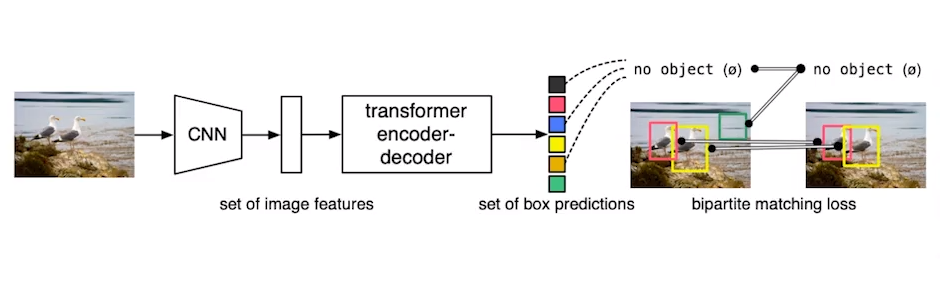 CNN
transformer
encoder-
decoder
set of image features
set of box predictions
no object (ø)
no object (ø)
bipartite matching loss